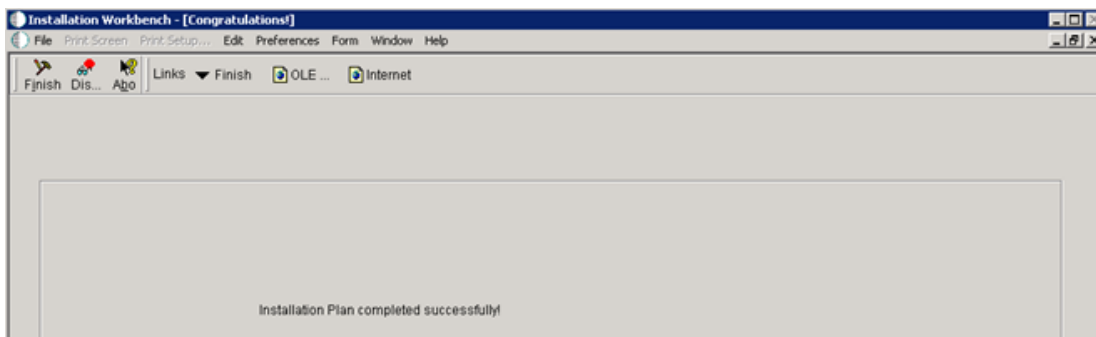 Installation Workbench - [Congratulations!]
File Print Screen Print Setup... Edit Preferences Form Window Help
Links Finish OLE ... Internet
Finish Dis... Abo
Installation Plan completed successfully!